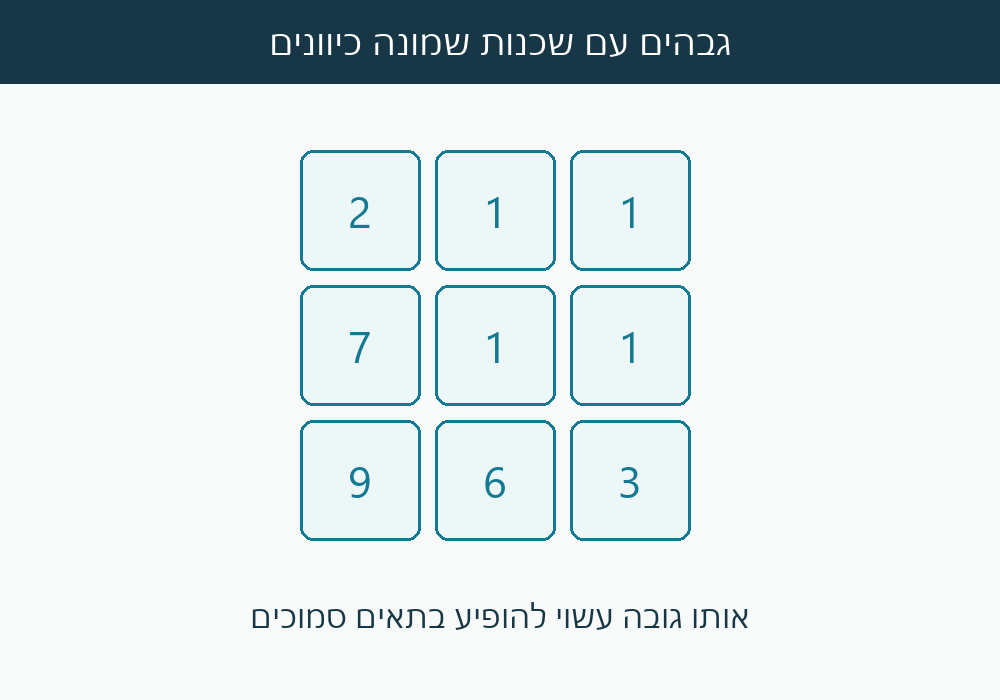 גבהים עם שכנות שמונה כיוונים
2 1 1
7 1 1
9 6 3
אותו גובה עשוי להופיע בתאים סמוכים